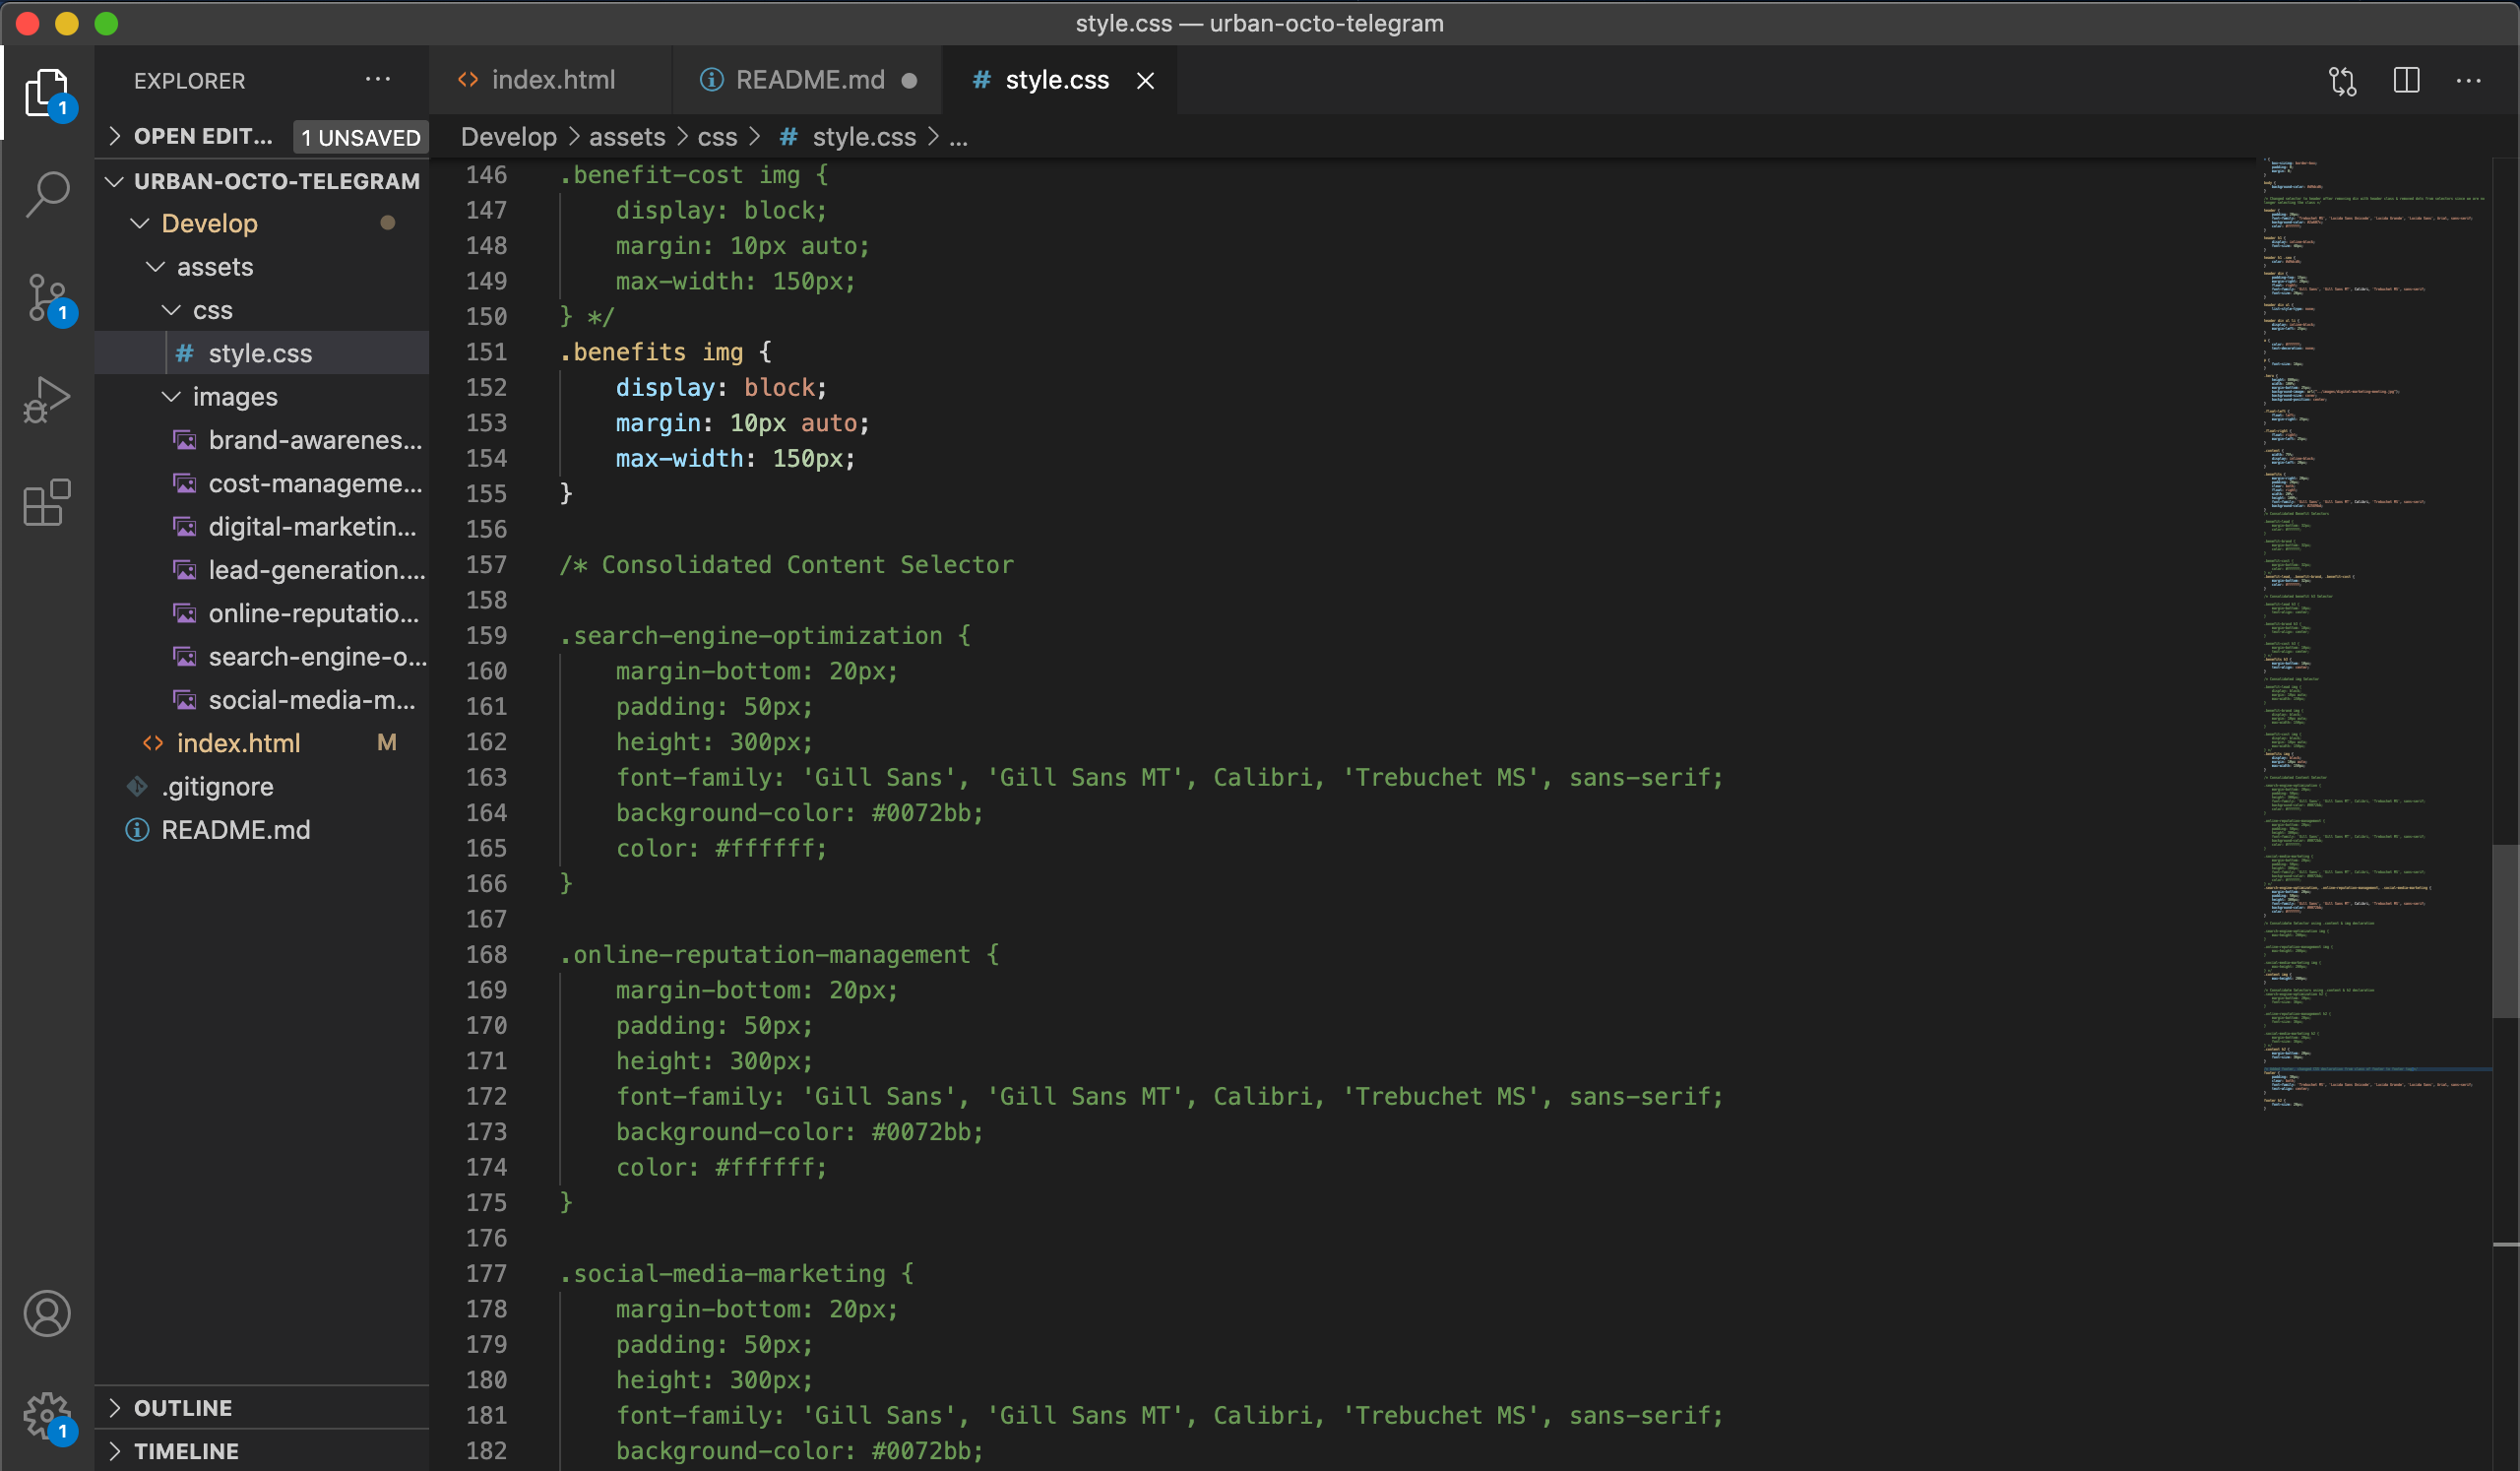 style.css — urban-octo-telegram
EXPLORER
index.html
README.md
# style.css
OPEN EDIT... 1 UNSAVED
Develop > assets > css > # style.css > ...
URBAN-OCTO-TELEGRAM
Develop
assets
css
# style.css
images
brand-awarenes...
cost-manageme...
digital-marketin...
lead-generation....
online-reputatio...
search-engine-o...
social-media-m...
index.html M
.gitignore
README.md
OUTLINE
TIMELINE
1
1
1
146 .benefit-cost img {
147 display: block;
148 margin: 10px auto;
149 max-width: 150px;
150 } */
151 .benefits img {
152 display: block;
153 margin: 10px auto;
154 max-width: 150px;
155 }
156
157 /* Consolidated Content Selector
158
159 .search-engine-optimization {
160 margin-bottom: 20px;
161 padding: 50px;
162 height: 300px;
163 font-family: 'Gill Sans', 'Gill Sans MT', Calibri, 'Trebuchet MS', sans-serif;
164 background-color: #0072bb;
165 color: #ffffff;
166 }
167
168 .online-reputation-management {
169 margin-bottom: 20px;
170 padding: 50px;
171 height: 300px;
172 font-family: 'Gill Sans', 'Gill Sans MT', Calibri, 'Trebuchet MS', sans-serif;
173 background-color: #0072bb;
174 color: #ffffff;
175 }
176
177 .social-media-marketing {
178 margin-bottom: 20px;
179 padding: 50px;
180 height: 300px;
181 font-family: 'Gill Sans', 'Gill Sans MT', Calibri, 'Trebuchet MS', sans-serif;
182 background-color: #0072bb;